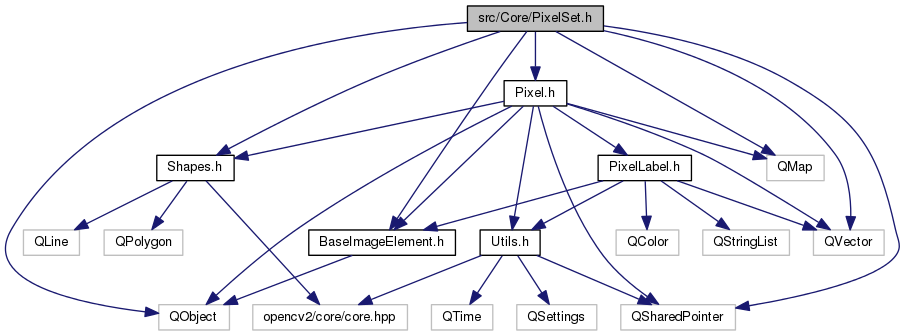 src/Core/PixelSet.h
Pixel.h
Shapes.h
PixelLabel.h
QMap
QLine
QPolygon
BaseImageElement.h
Utils.h
QColor
QStringList
QVector
QObject
opencv2/core/core.hpp
QTime
QSettings
QSharedPointer